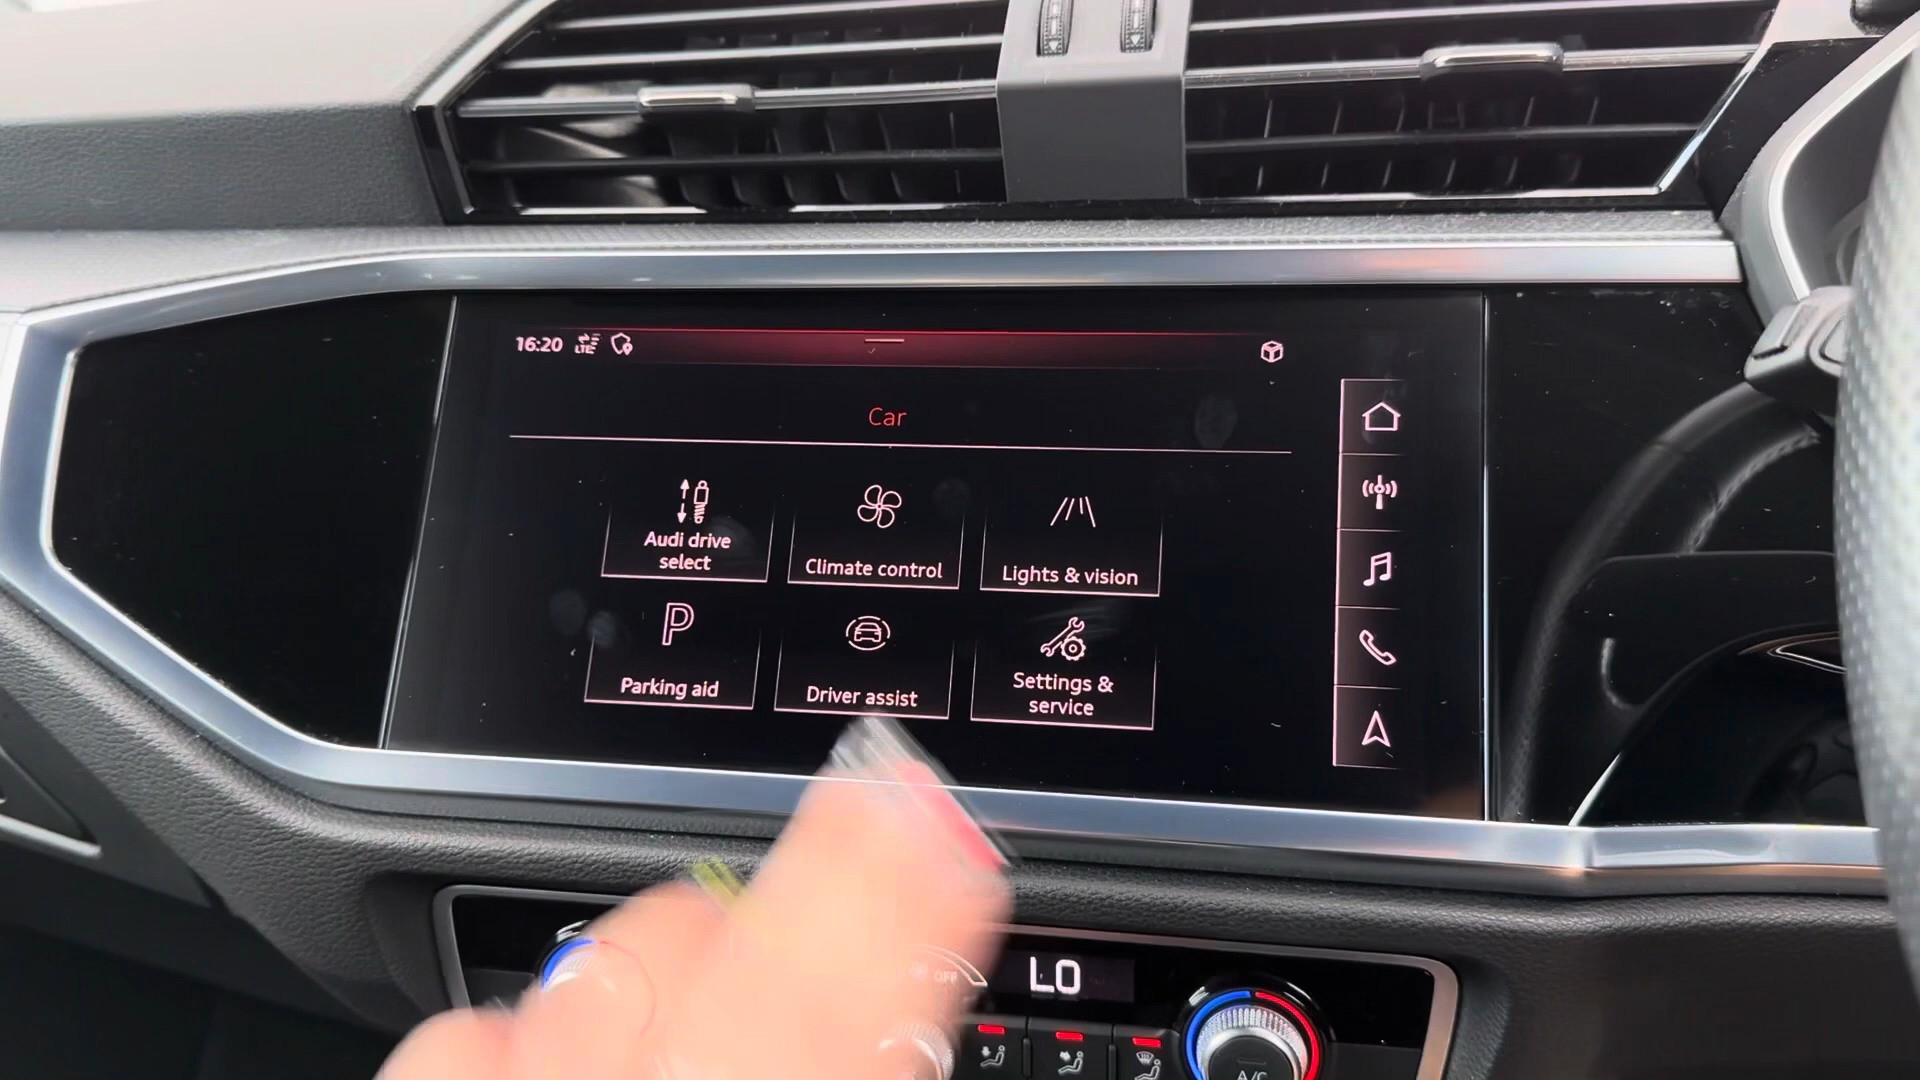 16:20 LTE
Car
Audi drive
select
Climate control
Lights & vision
P
Parking aid
Driver assist
Settings &
service
OFF
LO
A/C